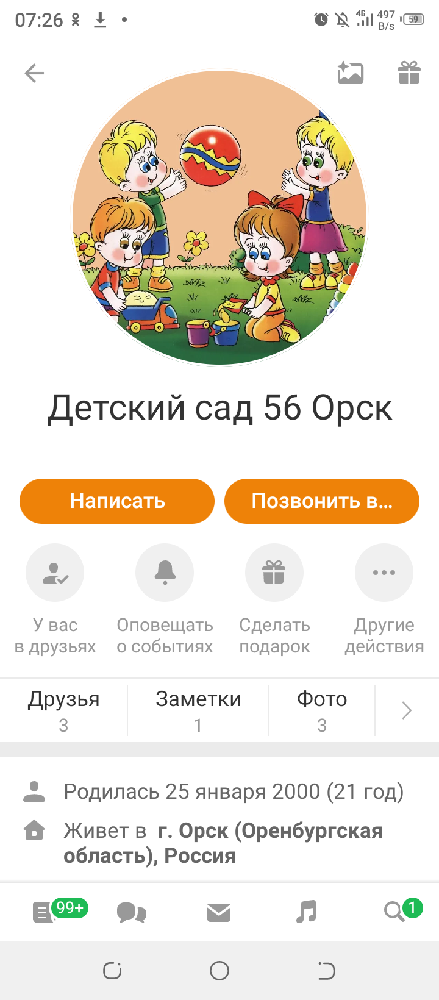 07:26
4G 497 B/s 59
Детский сад 56 Орск
Написать
Позвонить в...
У вас
в друзьях
Оповещать
о событиях
Сделать
подарок
Другие
действия
Друзья
3
Заметки
1
Фото
3
Родилась 25 января 2000 (21 год)
Живет в г. Орск (Оренбургская
область), Россия
99+
1